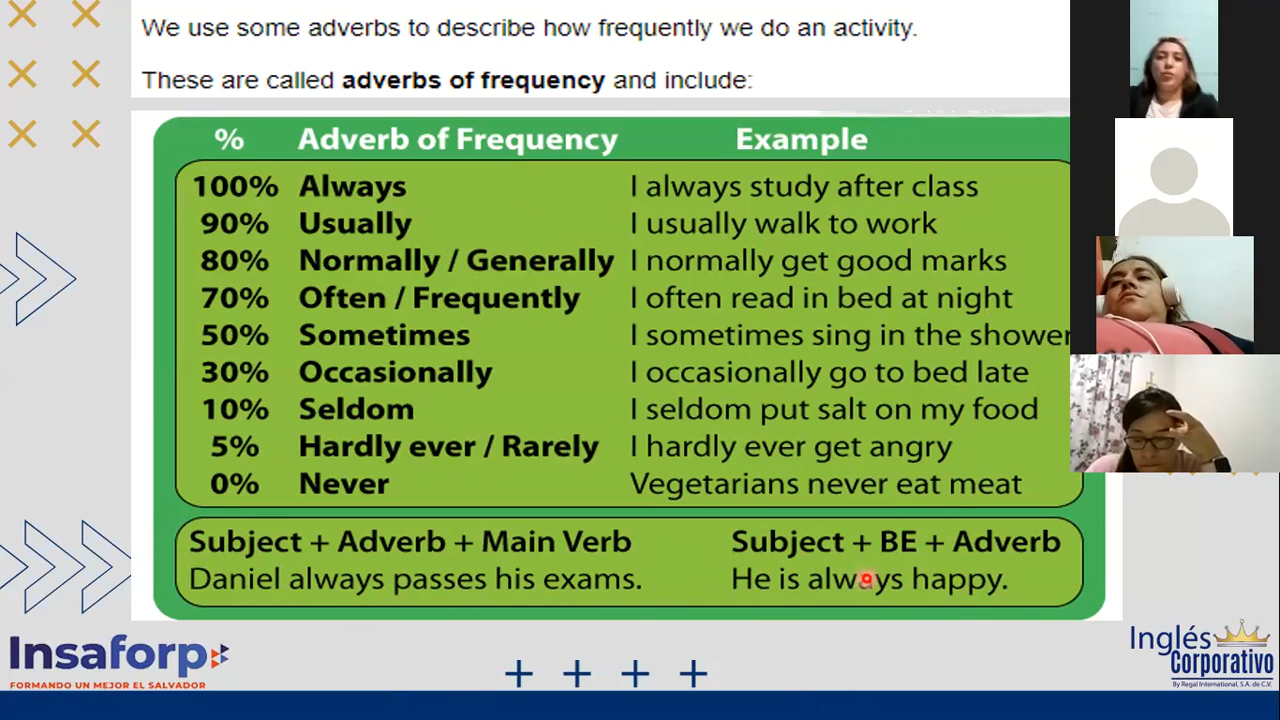 We use some adverbs to describe how frequently we do an activity.
These are called adverbs of frequency and include:
% Adverb of Frequency Example
100% Always I always study after class
90% Usually I usually walk to work
80% Normally / Generally I normally get good marks
70% Often / Frequently I often read in bed at night
50% Sometimes I sometimes sing in the shower
30% Occasionally I occasionally go to bed late
10% Seldom I seldom put salt on my food
5% Hardly ever / Rarely I hardly ever get angry
0% Never Vegetarians never eat meat
Subject + Adverb + Main Verb Subject + BE + Adverb
Daniel always passes his exams. He is always happy.
Insaforp
FORMANDO UN MEJOR EL SALVADOR
Inglés
Corporativo
By Regal International, S.A. de C.V.